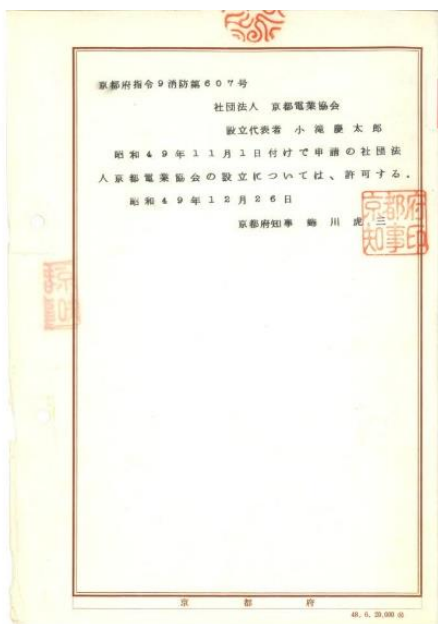 京都府指令9消防第607号
社団法人 京都電業協会
設立代表者 小滝慶太郎
昭和49年11月1日付けで申請の社団法
人京都電業協会の設立については、許可する。
昭和49年12月26日
京都府知事 蜷川虎三
京都府
知事印
京都府
49. 6. 20,000